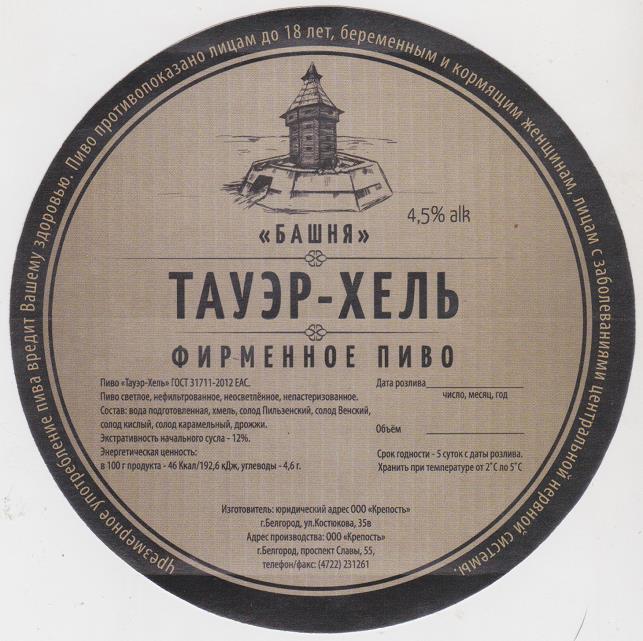 Чрезмерное употребление пива вредит Вашему здоровью. Пиво противопоказано лицам до 18 лет, беременным и кормящим женщинам, лицам с заболеваниями центральной нервной системы.
4,5% alk
«БАШНЯ»
ТАУЭР-ХЕЛЬ
ФИРМЕННОЕ ПИВО
Пиво «Тауэр-Хель» ГОСТ 31711-2012 ЕАС.
Пиво светлое, нефильтрованное, неосветлённое, непастеризованное.
Состав: вода подготовленная, хмель, солод Пильзенский, солод Венский,
солод кислый, солод карамельный, дрожжи.
Экстративность начального сусла - 12%.
Энергетическая ценность:
в 100 г продукта - 46 Ккал/192,6 кДж, углеводы - 4,6 г.
Дата розлива
число, месяц, год
Объём
Срок годности - 5 суток с даты розлива.
Хранить при температуре от 2˚С по 5˚С
Изготовитель: юридический адрес ООО «Крепость»
г.Белгород, ул.Костюкова, 35в
Адрес производства: ООО «Крепость»
г.Белгород, проспект Славы, 55,
телефон/факс: (4722) 231261